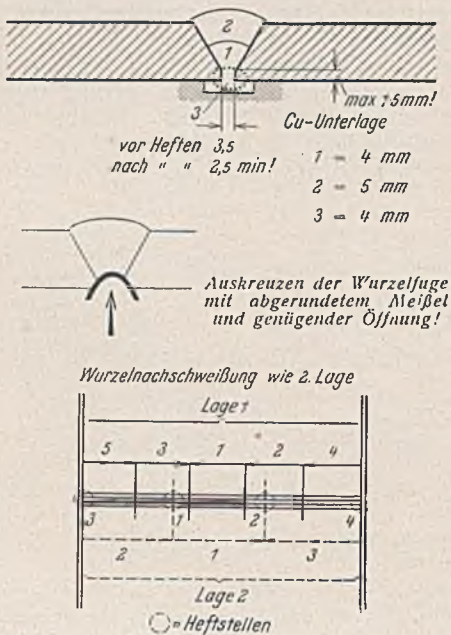 2
1
3
max 1,5mm!
Cu-Unterlage
vor Heften 3,5
nach " " 2,5 min!
1 = 4 mm
2 = 5 mm
3 = 4 mm
Auskreuzen der Wurzelfuge
mit abgerundetem Meißel
und genügender Öffnung!
Wurzelnachschweißung wie 2. Lage
Lage 1
5 3 1 2 4
3 1 2 4
2 1 3
Lage 2
= Heftstellen